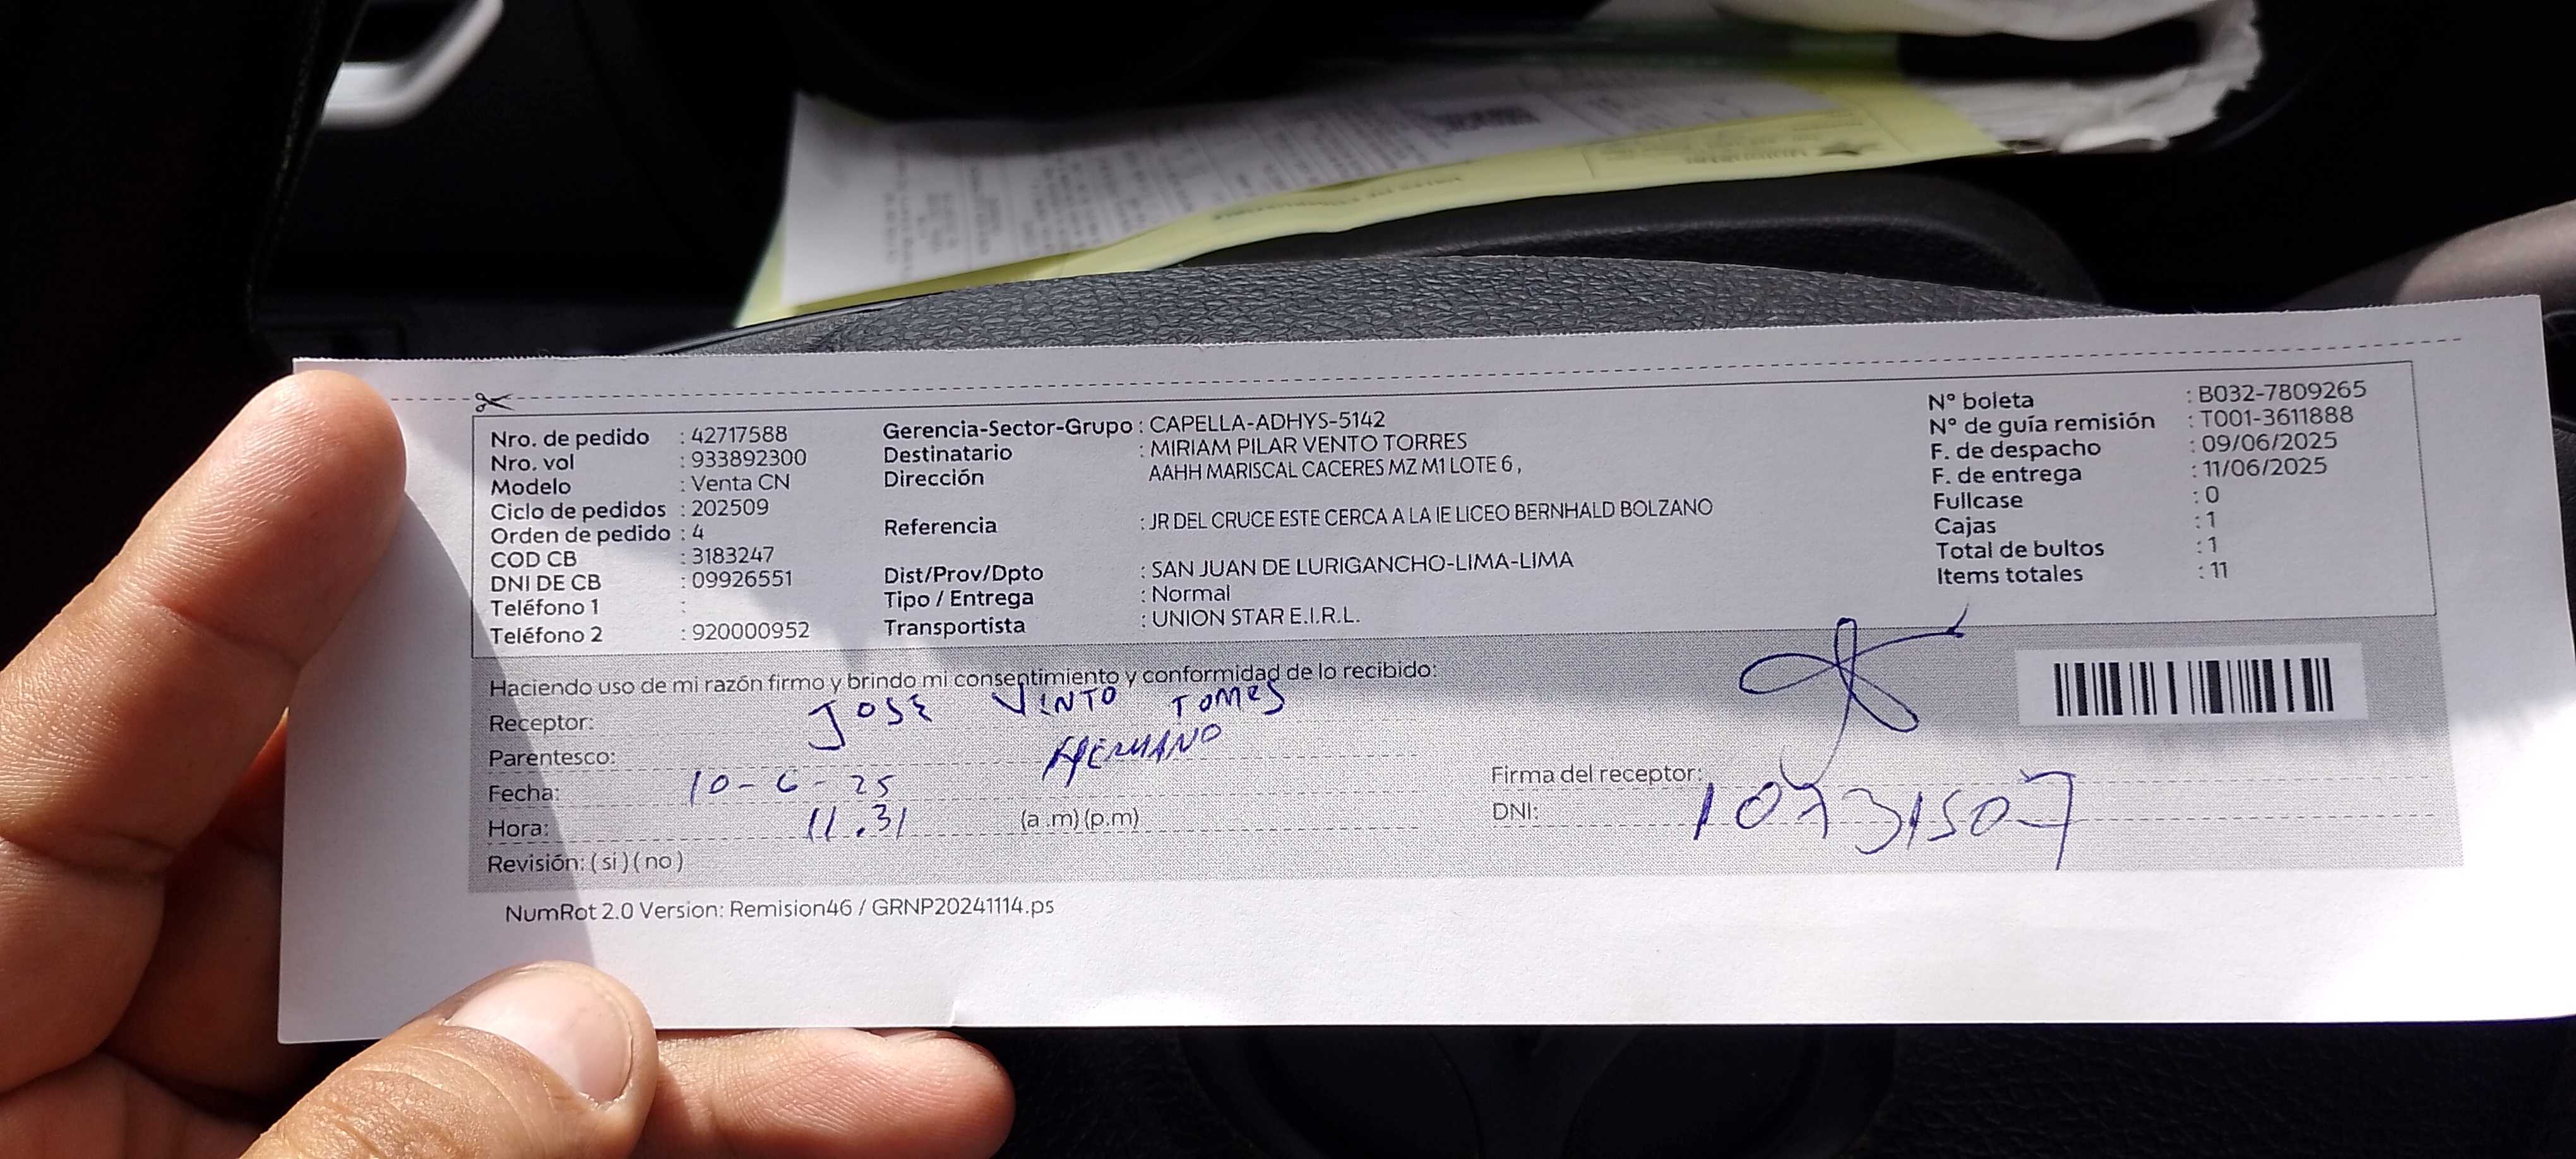 Nro. de pedido : 42717588
Nro. vol : 933892300
Modelo : Venta CN
Ciclo de pedidos : 202509
Orden de pedido : 4
COD CB : 3183247
DNI DE CB : 09926551
Teléfono 1 :
Teléfono 2 : 920000952
Gerencia-Sector-Grupo : CAPELLA-ADHYS-5142
Destinatario : MIRIAM PILAR VENTO TORRES
Dirección AAHH MARISCAL CACERES MZ M1 LOTE 6 ,
Referencia : JR DEL CRUCE ESTE CERCA A LA IE LICEO BERNHALD BOLZANO
Dist/Prov/Dpto : SAN JUAN DE LURIGANCHO-LIMA-LIMA
Tipo / Entrega : Normal
Transportista : UNION STAR E.I.R.L.
N° boleta : B032-7809265
N° de guía remisión : T001-3611888
F. de despacho : 09/06/2025
F. de entrega : 11/06/2025
Fullcase : 0
Cajas : 1
Total de bultos : 1
Items totales : 11
Haciendo uso de mi razón firmo y brindo mi consentimiento y conformidad de lo recibido:
Receptor: JOSE VENTO TORRES
Parentesco: HERMANO
Fecha: 10-6-25
Hora: 11.31 (a .m) (p.m)
Revisión: ( si ) ( no )
Firma del receptor:
DNI: 10731507
NumRot 2.0 Version: Remision46 / GRNP20241114.ps